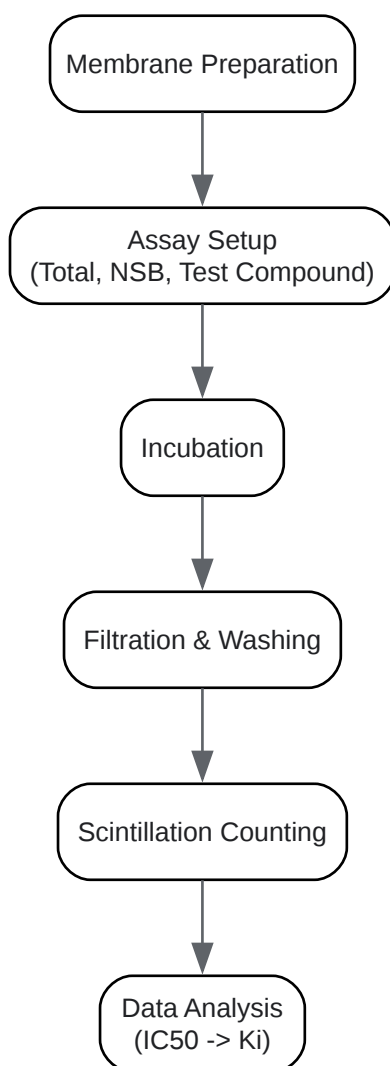 Membrane Preparation
Assay Setup
(Total, NSB, Test Compound)
Incubation
Filtration & Washing
Scintillation Counting
Data Analysis
(IC50 -> Ki)